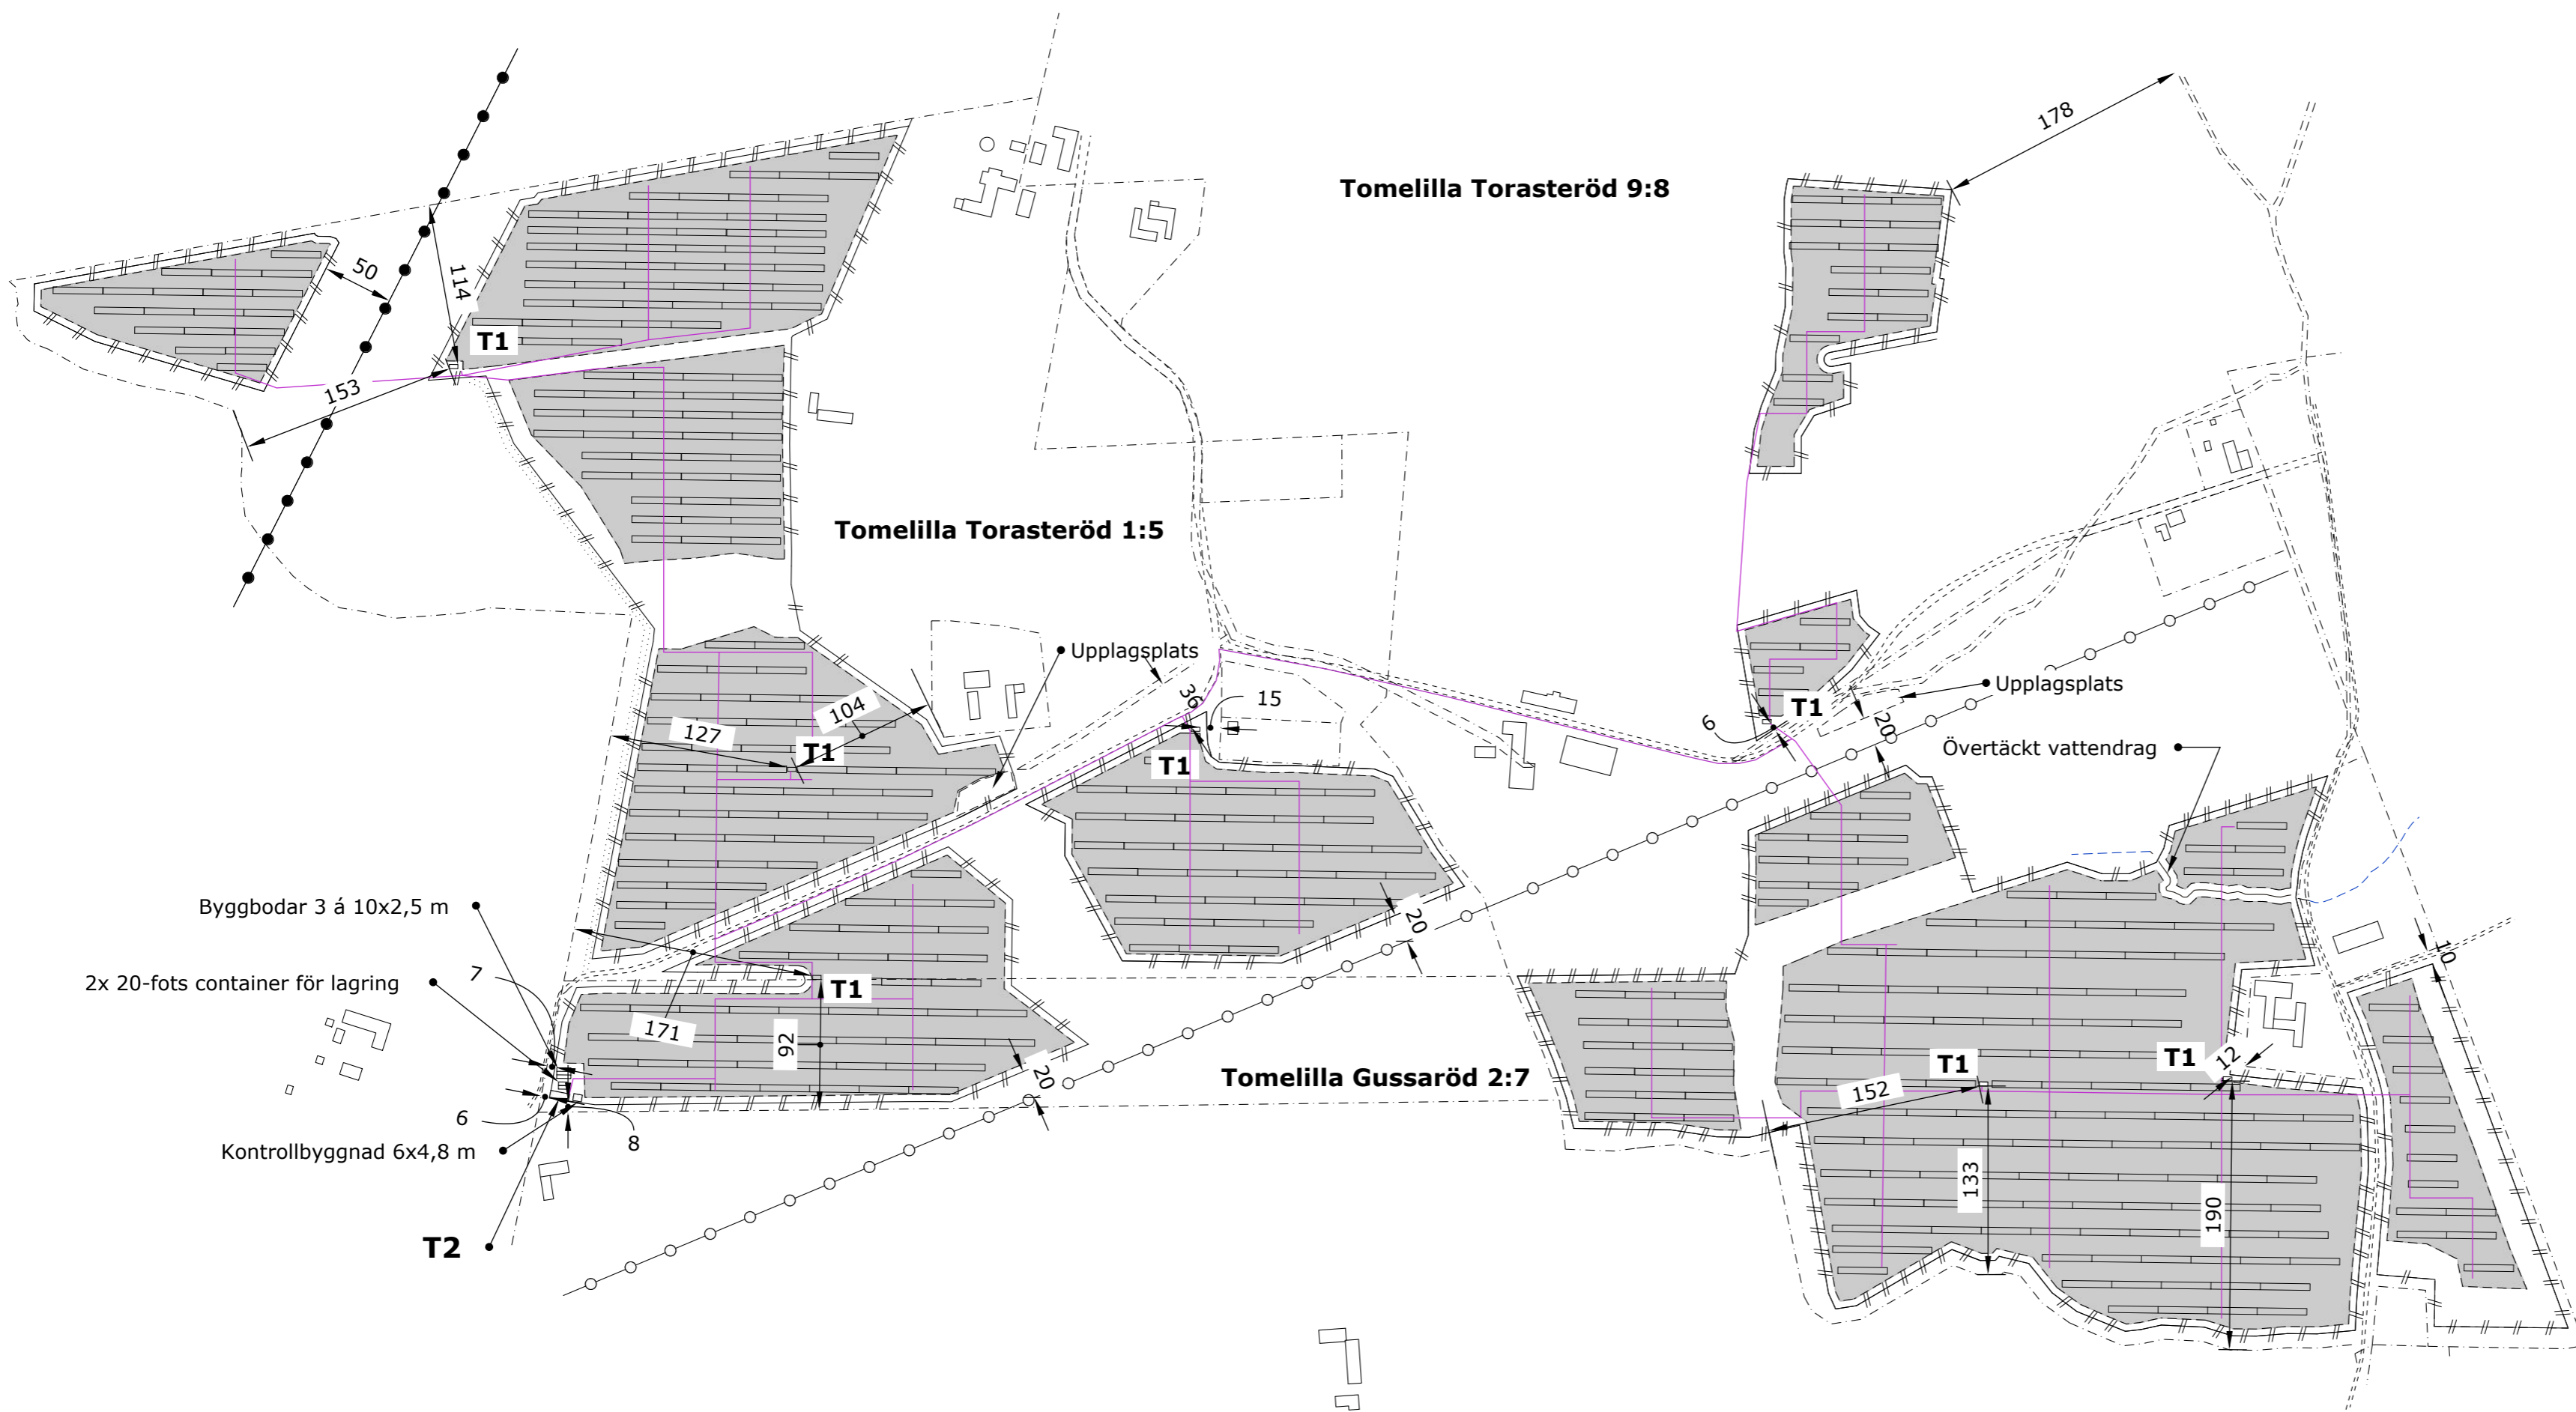 178
Tomelilla Torasteröd 9:8
50
114
T1
153
Tomelilla Torasteröd 1:5
Upplagsplats
36
15
104
127
T1
T1
Upplagsplats
T1
6
20
Övertäckt vattendrag
Byggbodar 3 á 10x2,5 m
20
7
2x 20-fots container för lagring
T1
10
171
92
20
Tomelilla Gussaröd 2:7
T1
T1
12
152
6
8
Kontrollbyggnad 6x4,8 m
133
190
T2